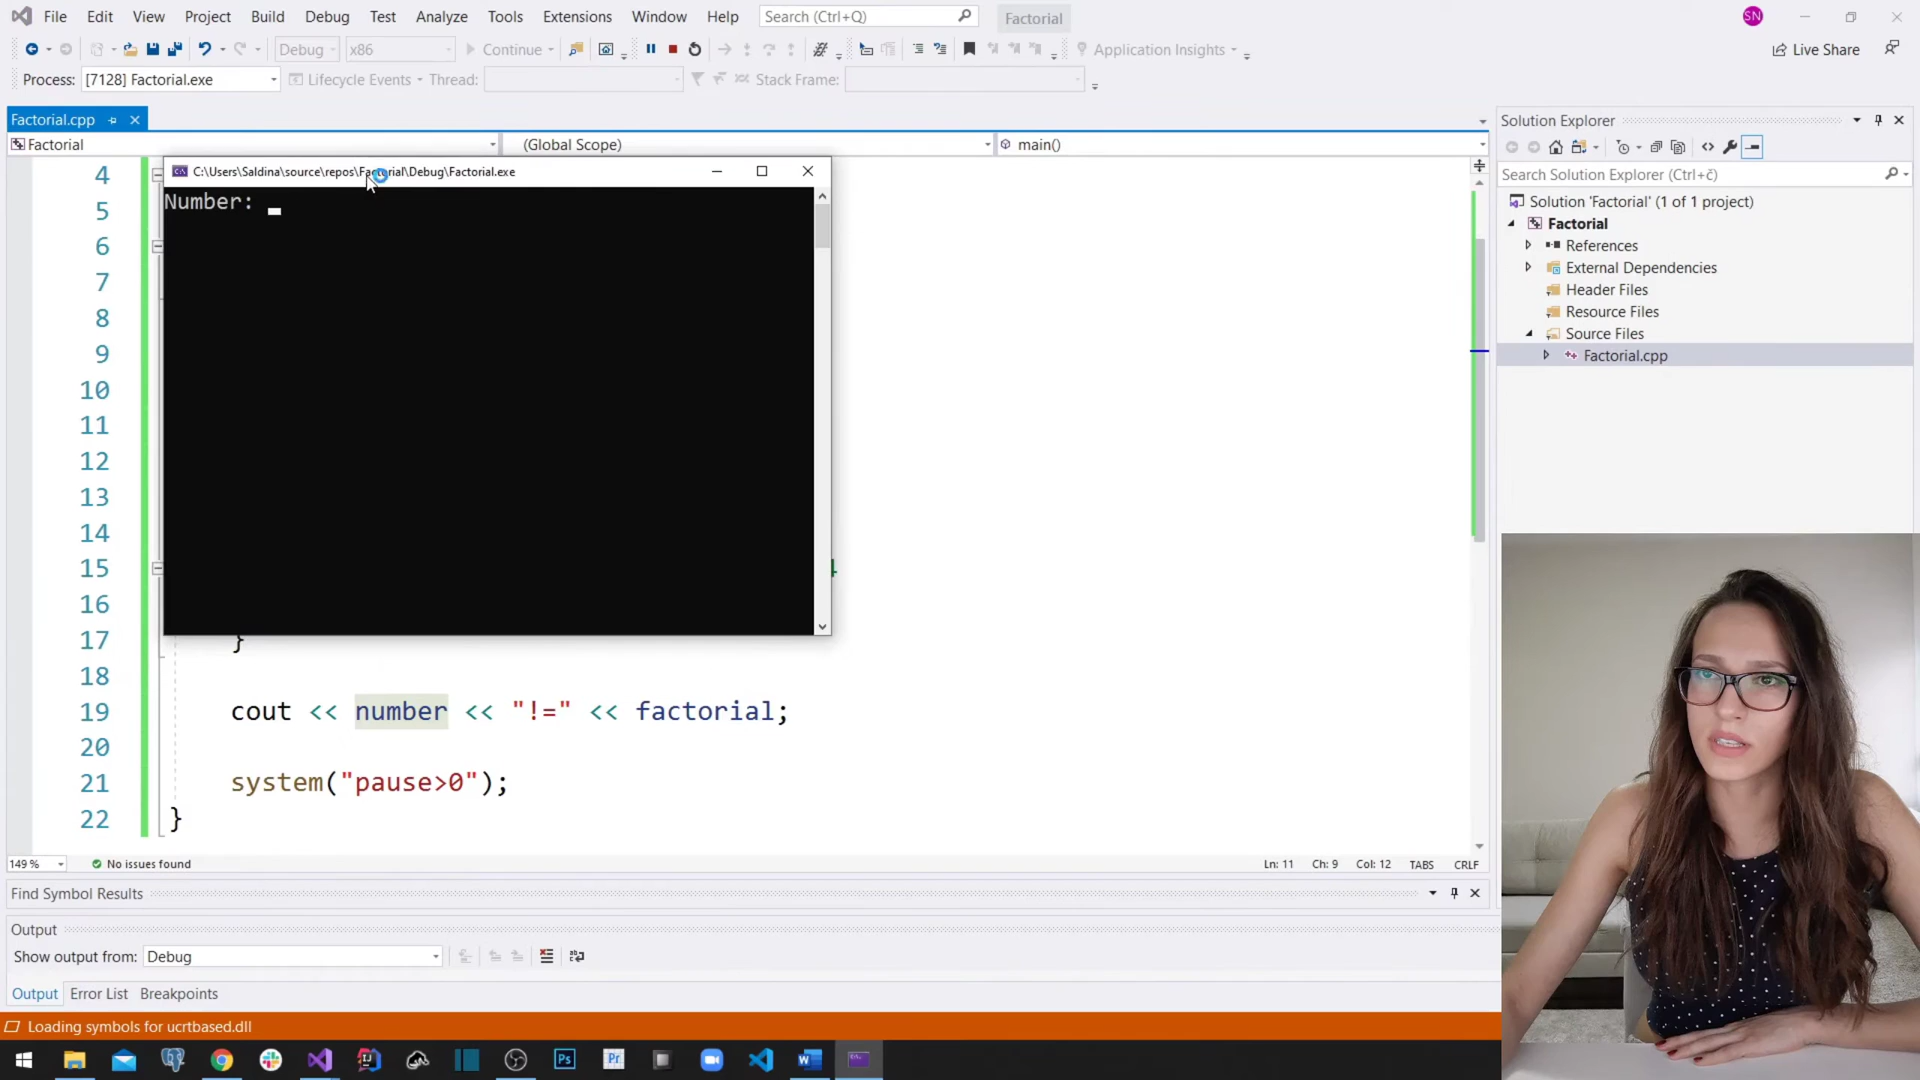 File Edit View Project Build Debug Test Analyze Tools Extensions Window Help Search (Ctrl+Q) Factorial SN
Debug x86 Continue Application Insights Live Share
Process: [7128] Factorial.exe Lifecycle Events Thread: Stack Frame:
Factorial.cpp
Factorial (Global Scope) main()
C:\Users\Saldina\source\repos\Factorial\Debug\Factorial.exe
Number:
4
5
6
7
8
9
10
11
12
13
14
15
16
17 }
18
19 cout << number << "!=" << factorial;
20
21 system("pause>0");
22 }
149 % No issues found Ln: 11 Ch: 9 Col: 12 TABS CRLF
Find Symbol Results
Output
Show output from: Debug
Output Error List Breakpoints
Loading symbols for ucrtbased.dll
Solution Explorer
Search Solution Explorer (Ctrl+č)
Solution 'Factorial' (1 of 1 project)
Factorial
References
External Dependencies
Header Files
Resource Files
Source Files
Factorial.cpp
Ps Pr